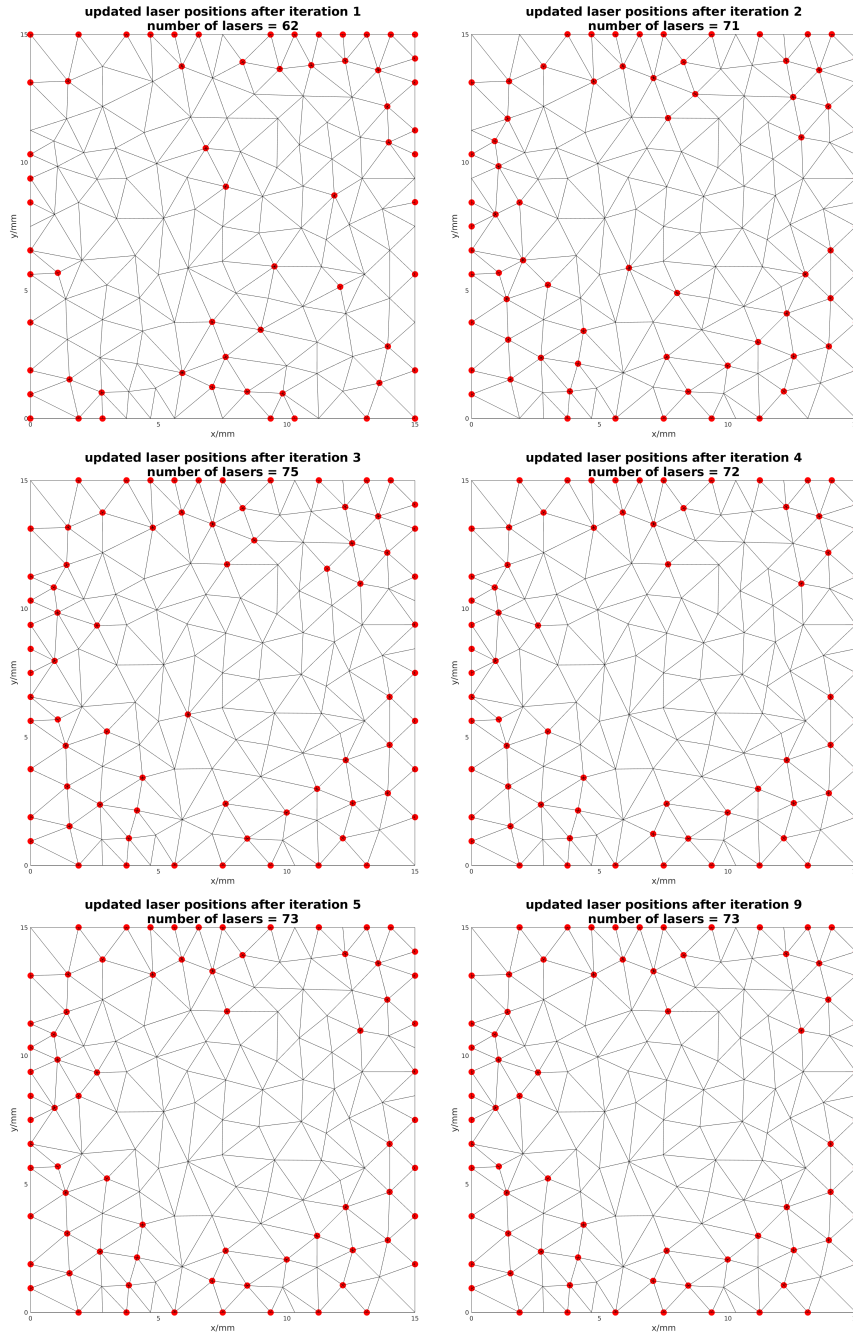 updated laser positions after iteration 1
number of lasers = 62
y/mm
10
5
0
0
5
10
15
x/mm
updated laser positions after iteration 2
number of lasers = 71
15
y/mm
10
5
0
0
5
10
x/mm
updated laser positions after iteration 3
number of lasers = 75
15
y/mm
10
5
0
0
5
10
15
x/mm
updated laser positions after iteration 4
number of lasers = 72
15
y/mm
10
5
0
0
5
10
x/mm
updated laser positions after iteration 5
number of lasers = 73
15
y/mm
10
5
0
0
5
10
15
x/mm
updated laser positions after iteration 9
number of lasers = 73
15
y/mm
10
5
0
0
5
10
x/mm